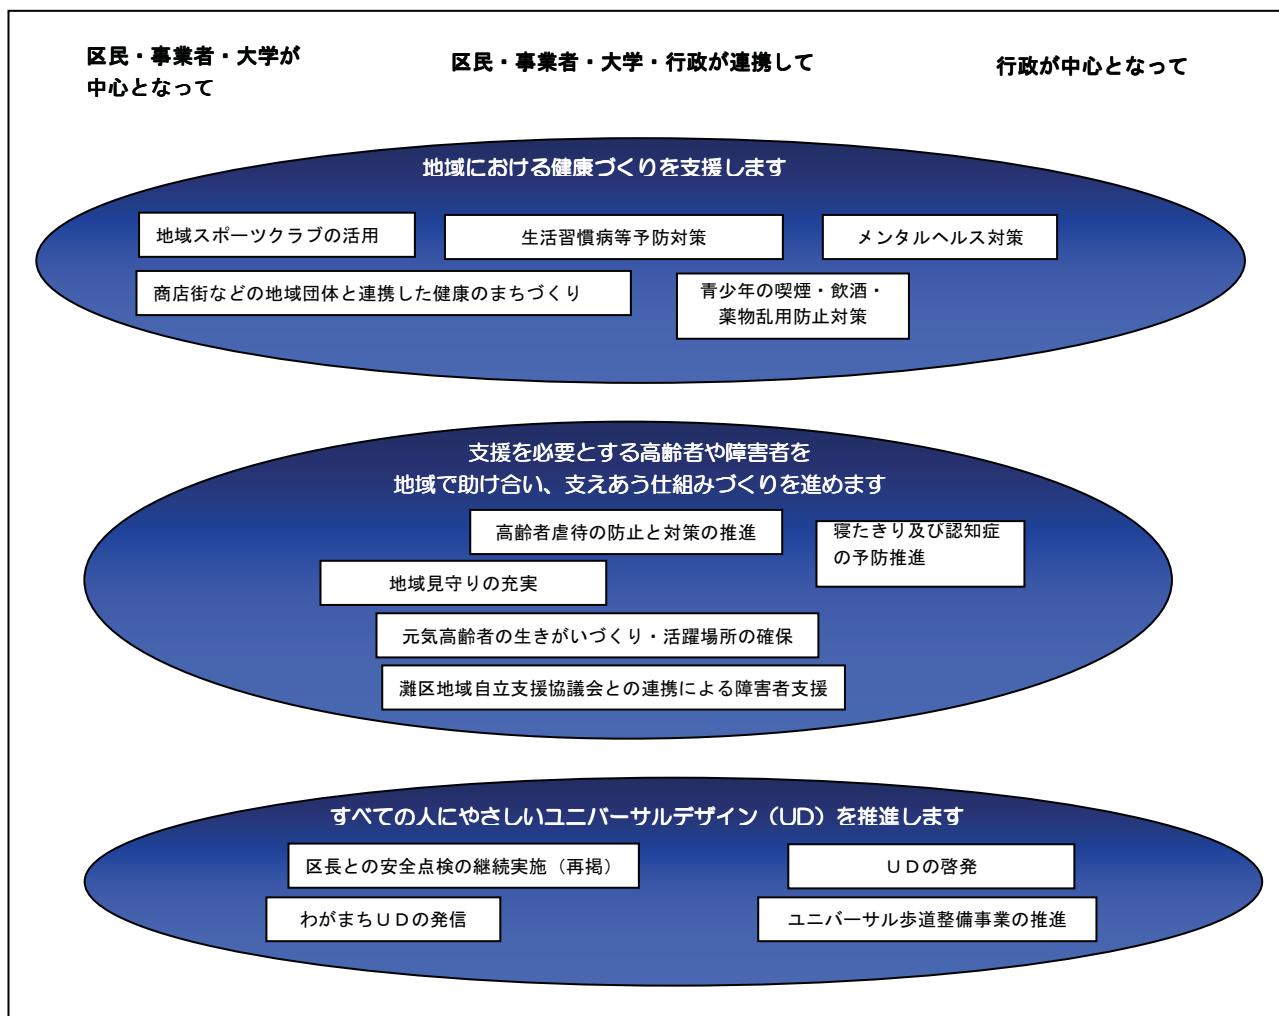 区民・事業者・大学が
中心となって
区民・事業者・大学・行政が連携して
行政が中心となって
地域における健康づくりを支援します
地域スポーツクラブの活用
生活習慣病等予防対策
メンタルヘルス対策
商店街などの地域団体と連携した健康のまちづくり
青少年の喫煙・飲酒・
薬物乱用防止対策
支援を必要とする高齢者や障害者を
地域で助け合い、支えあう仕組みづくりを進めます
高齢者虐待の防止と対策の推進
寝たきり及び認知症
の予防推進
地域見守りの充実
元気高齢者の生きがいづくり・活躍場所の確保
灘区地域自立支援協議会との連携による障害者支援
すべての人にやさしいユニバーサルデザイン（UD）を推進します
区長との安全点検の継続実施（再掲）
ＵＤの啓発
わがまちＵＤの発信
ユニバーサル歩道整備事業の推進